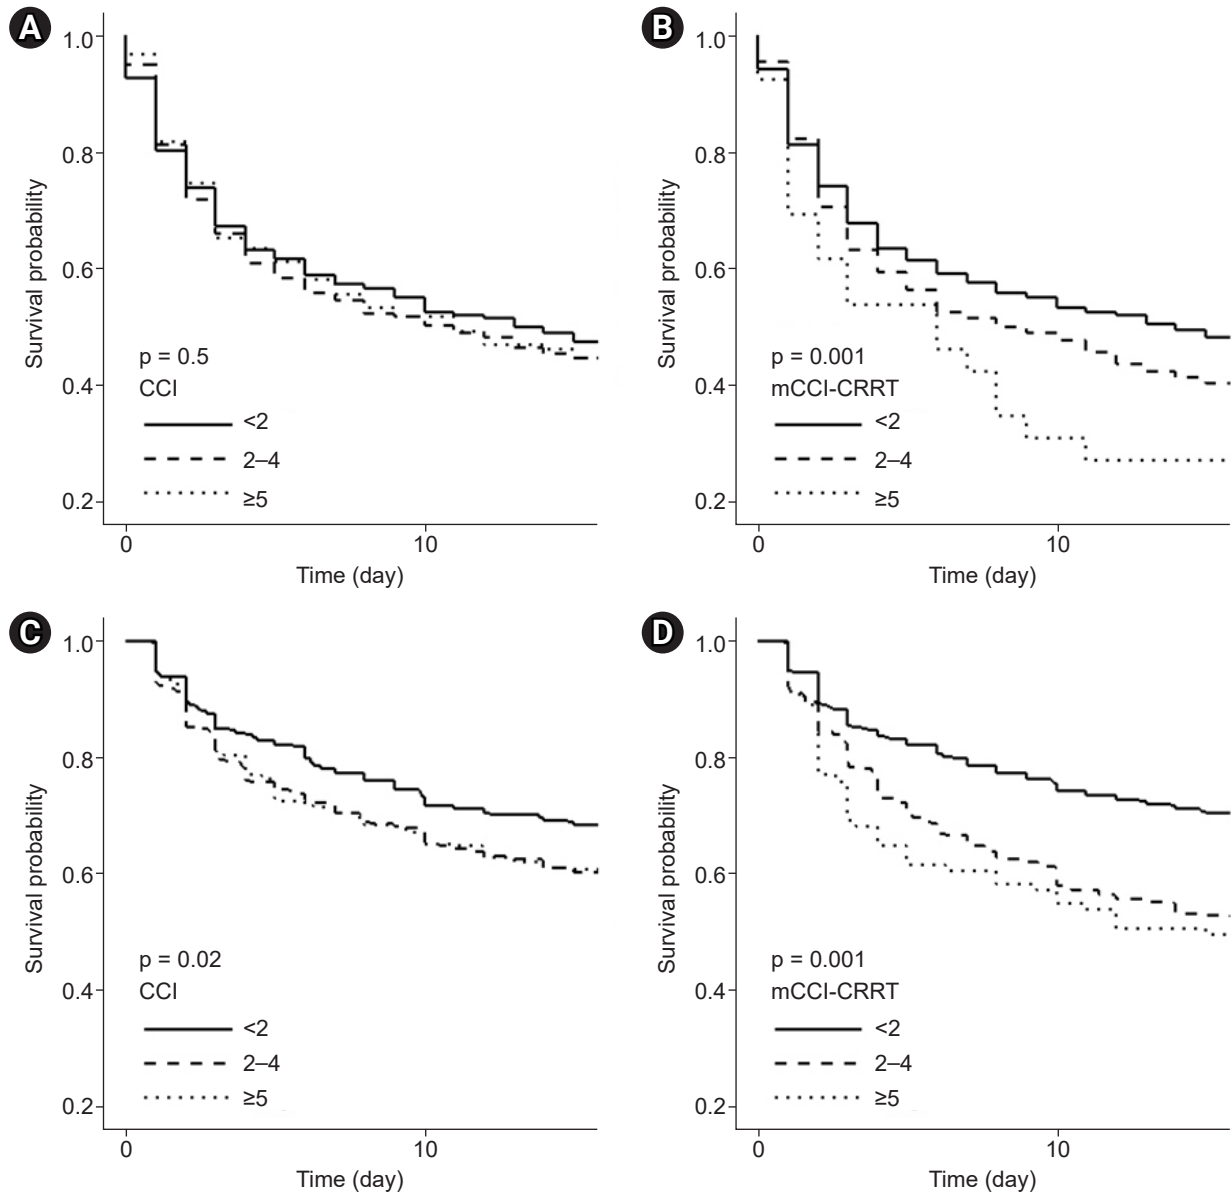 A
1.0
0.8
0.6
0.4
0.2
Survival probability
p = 0.5
CCI
<2
2–4
≥5
0 10
Time (day)
B
1.0
0.8
0.6
0.4
0.2
Survival probability
p = 0.001
mCCI-CRRT
<2
2–4
≥5
0 10
Time (day)
C
1.0
0.8
0.6
0.4
0.2
Survival probability
p = 0.02
CCI
<2
2–4
≥5
0 10
Time (day)
D
1.0
0.8
0.6
0.4
0.2
Survival probability
p = 0.001
mCCI-CRRT
<2
2–4
≥5
0 10
Time (day)